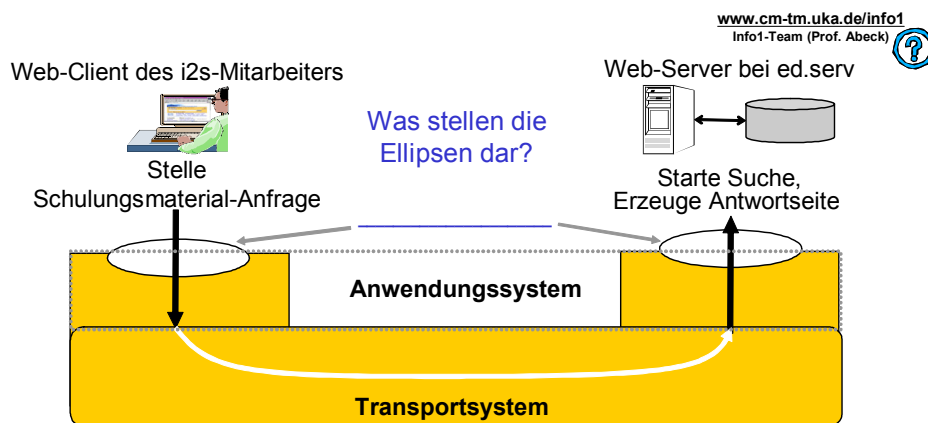 www.cm-tm.uka.de/info1
Info1-Team (Prof. Abeck)
?
Web-Client des i2s-Mitarbeiters
Web-Server bei ed.serv
Was stellen die
Ellipsen dar?
Stelle
Schulungsmaterial-Anfrage
Starte Suche,
Erzeuge Antwortseite
Anwendungssystem
Transportsystem